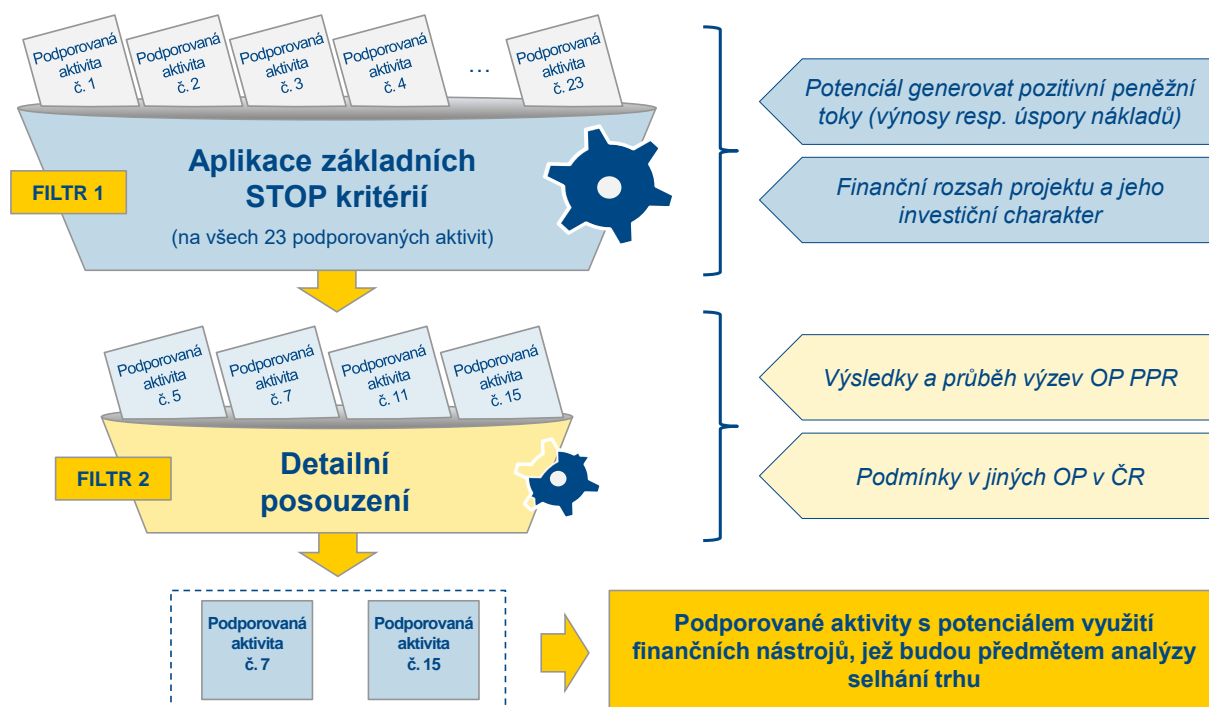 Podporovaná
aktivita
č. 1
Podporovaná
aktivita
č. 2
Podporovaná
aktivita
č. 3
Podporovaná
aktivita
č. 4
...
Podporovaná
aktivita
č. 23
Aplikace základních
STOP kritérií
(na všech 23 podporovaných aktivit)
FILTR 1
Potenciál generovat pozitivní peněžní
toky (výnosy resp. úspory nákladů)
Finanční rozsah projektu a jeho
investiční charakter
Podporovaná
aktivita
č. 5
Podporovaná
aktivita
č. 7
Podporovaná
aktivita
č. 11
Podporovaná
aktivita
č. 15
Detailní
posouzení
FILTR 2
Výsledky a průběh výzev OP PPR
Podmínky v jiných OP v ČR
Podporovaná
aktivita
č. 7
Podporovaná
aktivita
č. 15
Podporované aktivity s potenciálem využití
finančních nástrojů, jež budou předmětem analýzy
selhání trhu